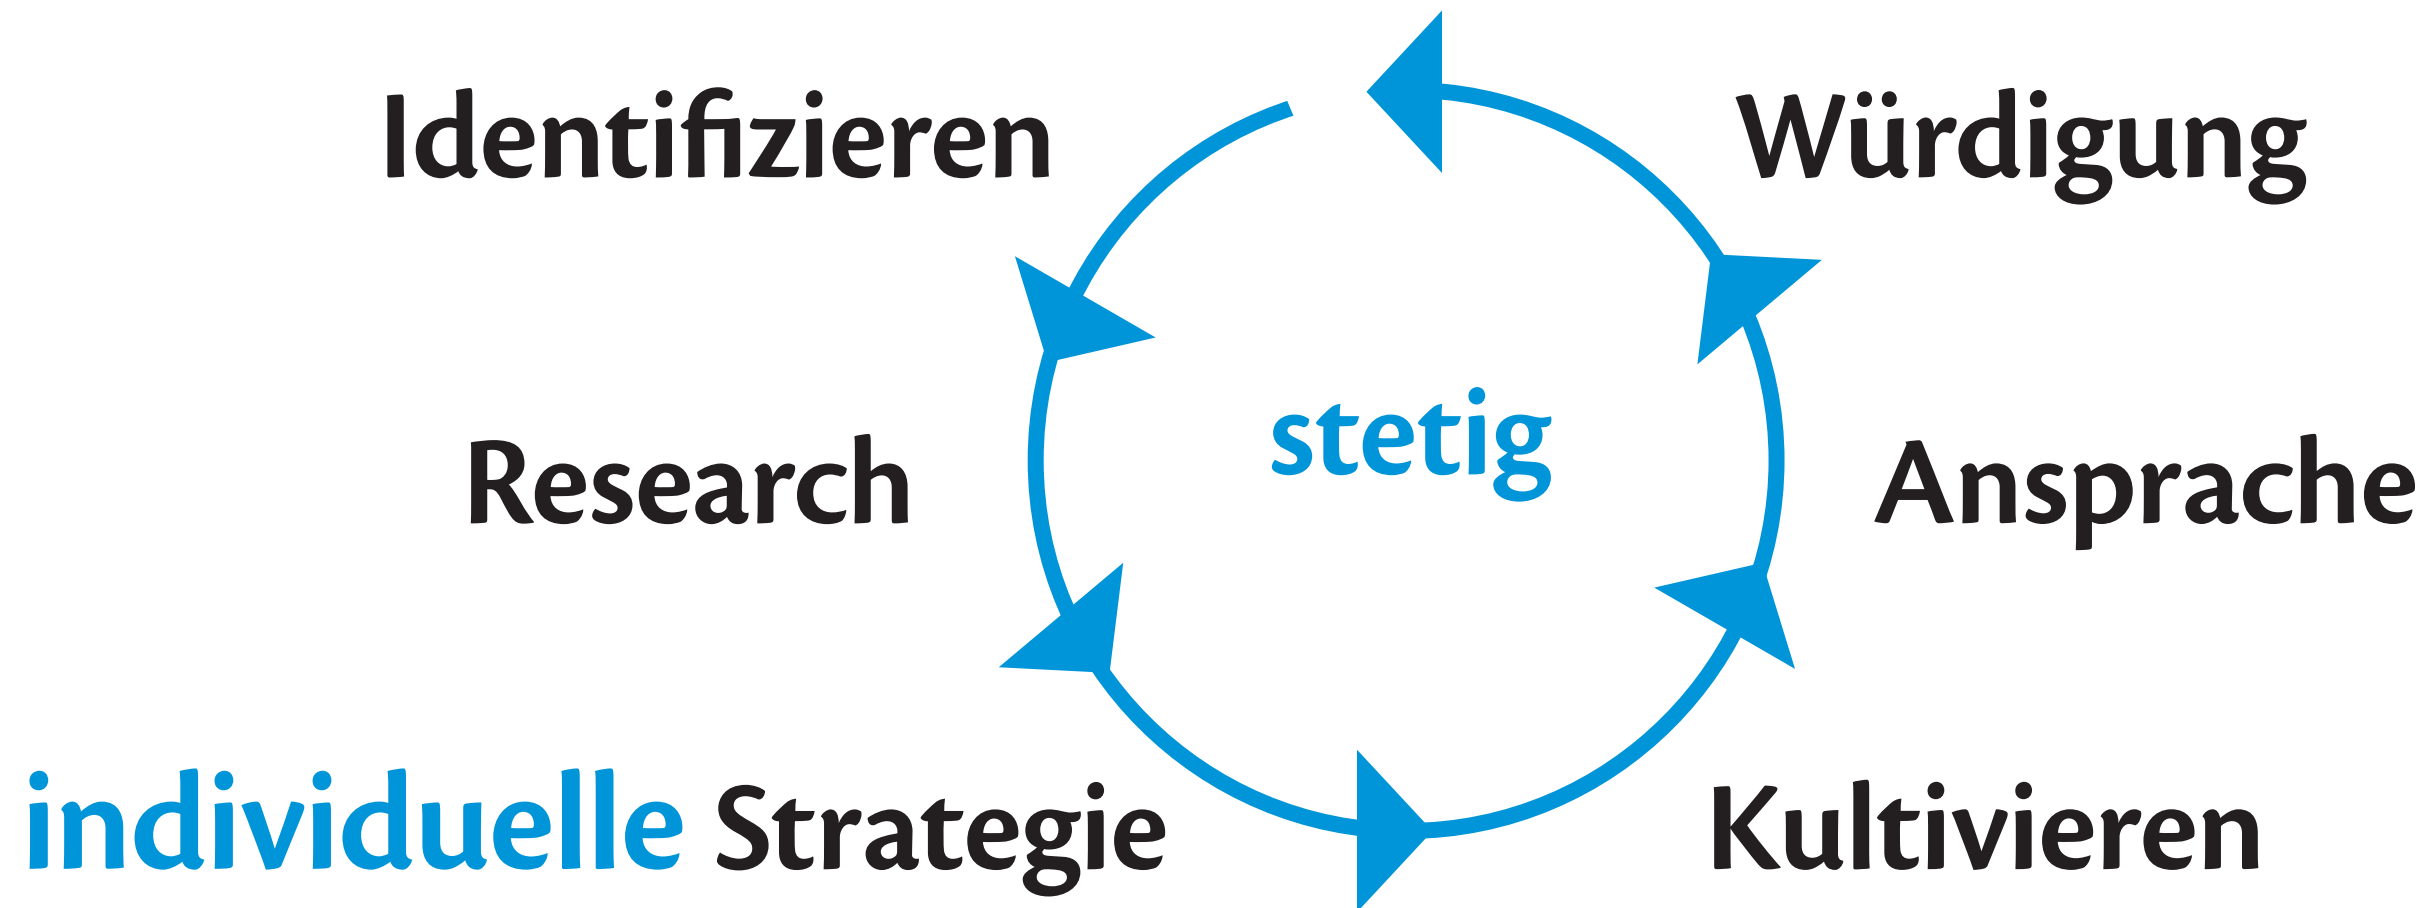 Identifizieren
Würdigung
Research
stetig
Ansprache
individuelle Strategie
Kultivieren